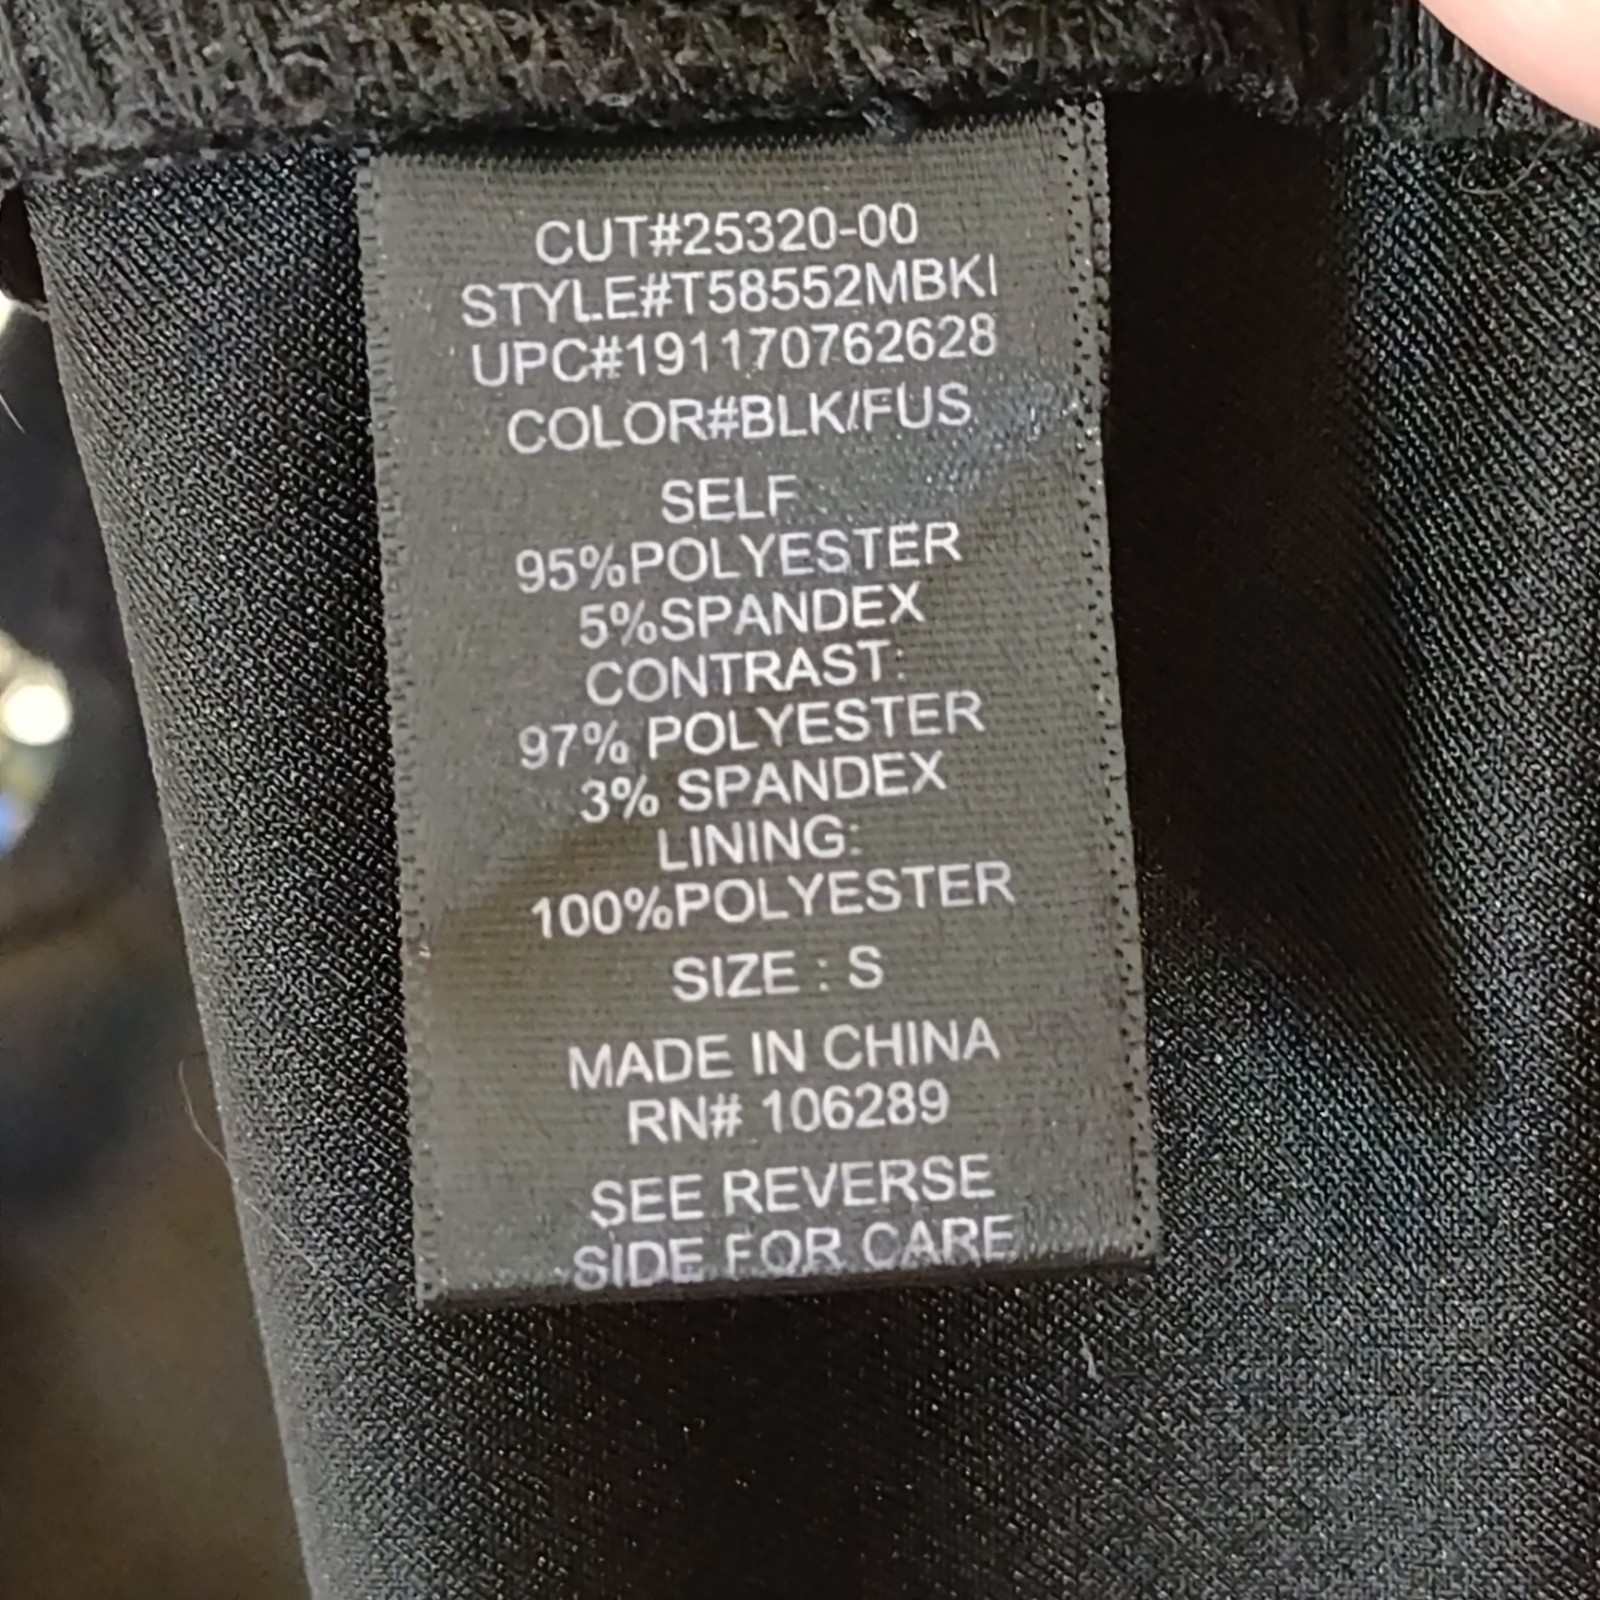 CUT#25320-00
STYLE#T58552MBKI
UPC#191170762628
COLOR#BLK/FUS
SELF
95%POLYESTER
5%SPANDEX
CONTRAST:
97% POLYESTER
3% SPANDEX
LINING:
100%POLYESTER
SIZE : S
MADE IN CHINA
RN# 106289
SEE REVERSE
SIDE FOR CARE